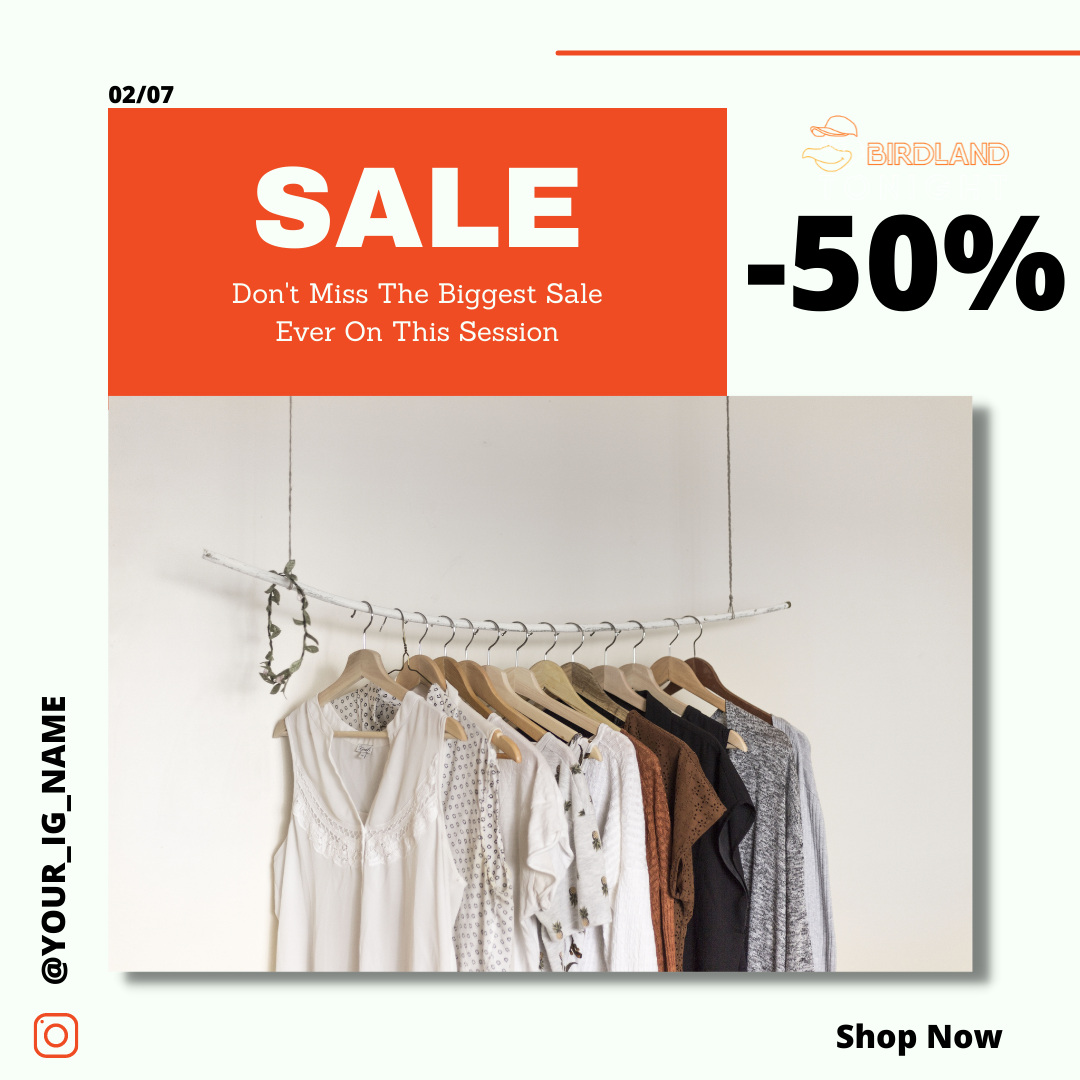 02/07
SALE
Don't Miss The Biggest Sale
Ever On This Session
BIRDLAND
-50%
@YOUR_IG_NAME
Shop Now